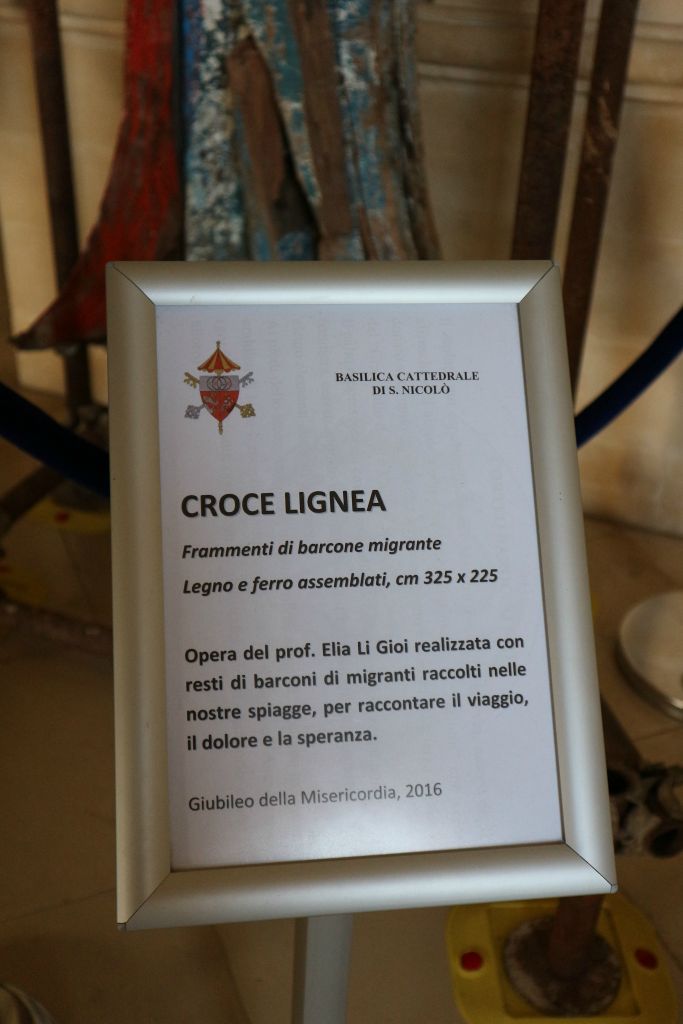 BASILICA CATTEDRALE
DI S. NICOLÒ
CROCE LIGNEA
Frammenti di barcone migrante
Legno e ferro assemblati, cm 325 x 225
Opera del prof. Elia Li Gioi realizzata con
resti di barconi di migranti raccolti nelle
nostre spiagge, per raccontare il viaggio,
il dolore e la speranza.
Giubileo della Misericordia, 2016